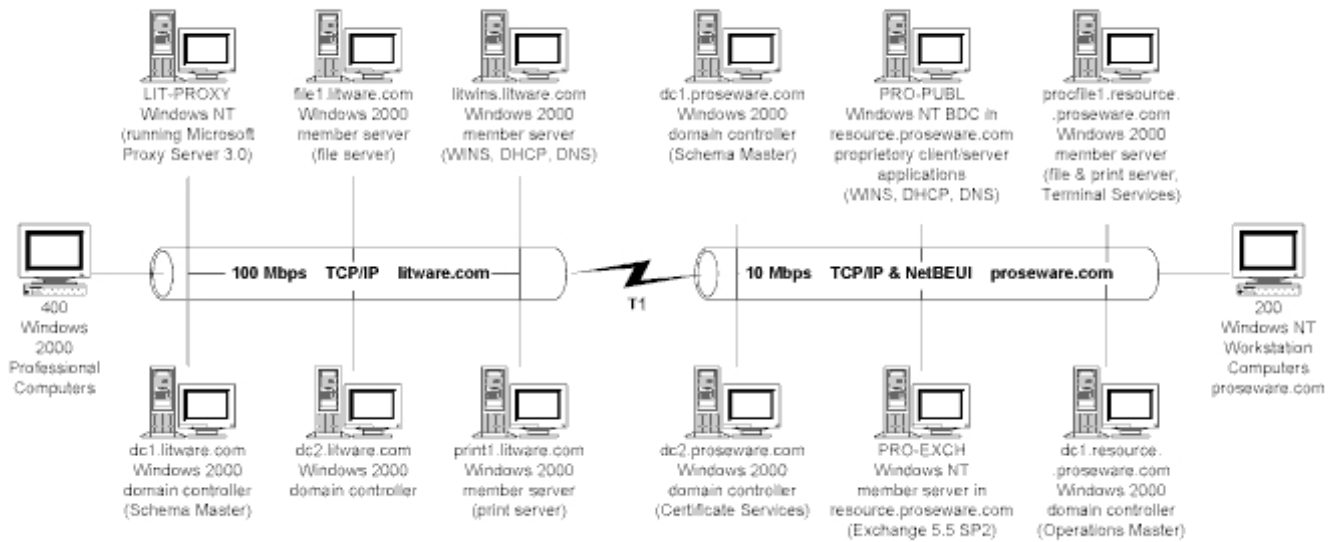 LIT-PROXY
Windows NT
(running Microsoft
Proxy Server 3.0)
file1.litware.com
Windows 2000
member server
(file server)
litwins.litware.com
Windows 2000
member server
(WINS, DHCP, DNS)
dc1.proseware.com
Windows 2000
domain controller
(Schema Master)
PRO-PUBL
Windows NT BDC in
resource.proseware.com
proprietry client/server
applications
(WINS, DHCP, DNS)
procfile1.resource.
.proseware.com
Windows 2000
member server
(file & print server,
Terminal Services)
400
Windows
2000
Professional
Computers
100 Mbps TCP/IP litware.com
T1
10 Mbps TCP/IP & NetBEUI proseware.com
200
Windows NT
Workstation
Computers
proseware.com
dc1.litware.com
Windows 2000
domain controller
(Schema Master)
dc2.litware.com
Windows 2000
domain controller
print1.litware.com
Windows 2000
member server
(print server)
dc2.proseware.com
Windows 2000
domain controller
(Certificate Services)
PRO-EXCH
Windows NT
member server in
resource.proseware.com
(Exchange 5.5 SP2)
dc1.resource.
.proseware.com
Windows 2000
domain controller
(Operations Master)